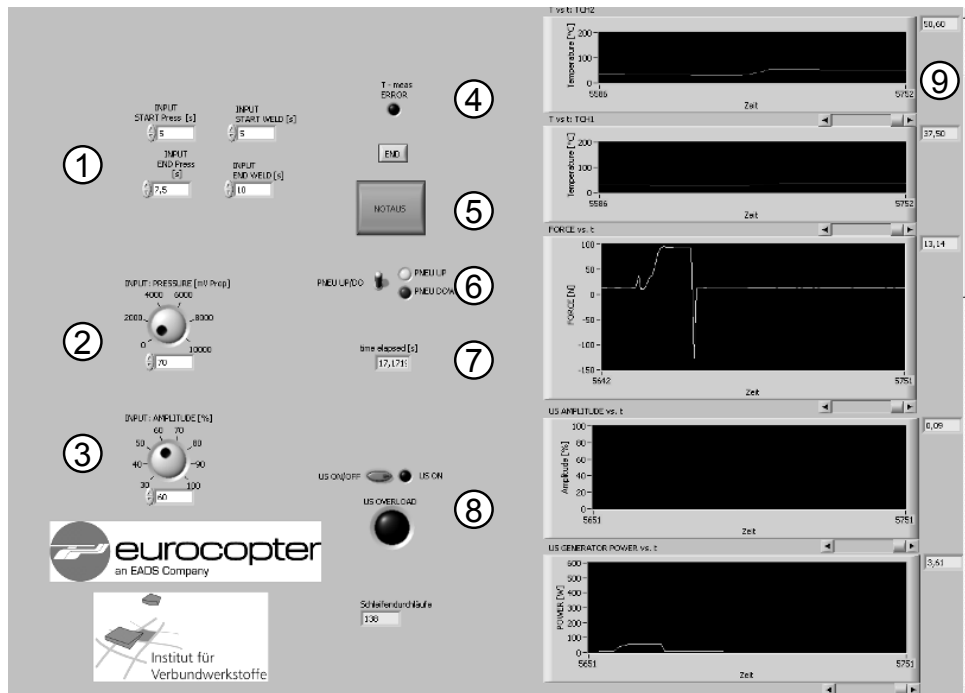 1
INPUT
START Press [s]
5
INPUT
START WELD [s]
5
INPUT
END Press
[s]
7,5
INPUT
END WELD [s]
10
T - meas
ERROR
4
END
NOTAUS
5
PNEU UP/DO
PNEU UP
PNEU DOW
6
2
INPUT: PRESSURE [mV Prop]
0
2000
4000
6000
8000
10000
70
time elapsed [s]
17,171
7
3
INPUT: AMPLITUDE [%]
30
40
50
60
70
80
90
100
60
US ON/OFF
US ON
US OVERLOAD
8
eurocopter
an EADS Company
Institut für
Verbundwerkstoffe
Schleifendurchläufe
138
T vs t: TCH2
50,60
9
Temperature [°C]
200
100
0
5586
5752
Zeit
T vs t: TCH1
37,50
Temperature [°C]
200
100
0
5586
5752
Zeit
FORCE vs. t
13,14
FORCE [N]
100
50
0
-50
-100
-150
5642
5751
Zeit
US AMPLITUDE vs. t
0,09
Amplitude [%]
100
80
60
40
20
0
5651
5751
Zeit
US GENERATOR POWER vs. t
3,61
POWER [W]
600
500
400
300
200
100
0
5651
5751
Zeit